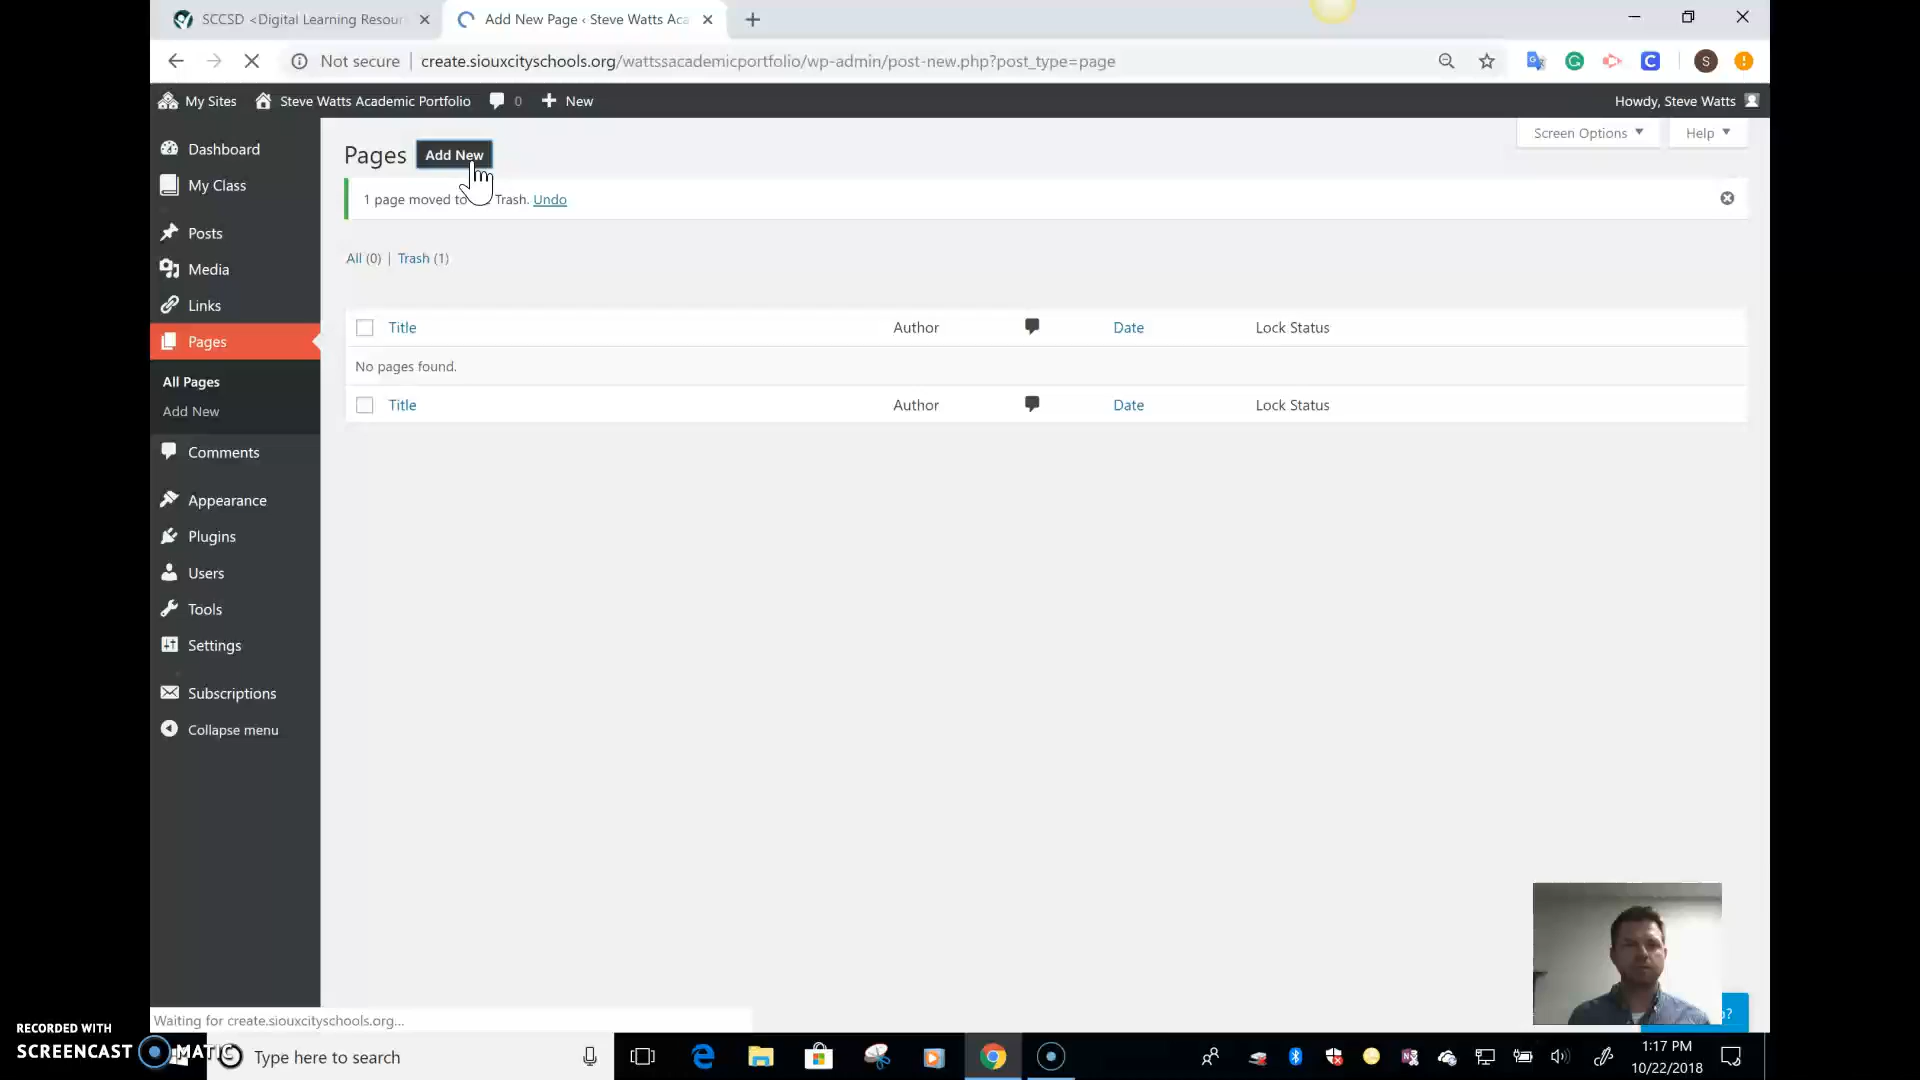 SCCSD <Digital Learning Resour
Add New Page ‹ Steve Watts Aca
Not secure | create.siouxcityschools.org/wattssacademicportfolio/wp-admin/post-new.php?post_type=page
My Sites
Steve Watts Academic Portfolio
0
New
Howdy, Steve Watts
Dashboard
My Class
Posts
Media
Links
Pages
All Pages
Add New
Comments
Appearance
Plugins
Users
Tools
Settings
Subscriptions
Collapse menu
Screen Options
Help
Pages Add New
1 page moved to Trash. Undo
All (0) | Trash (1)
Title Author Date Lock Status
No pages found.
Title Author Date Lock Status
Waiting for create.siouxcityschools.org...
RECORDED WITH
SCREENCAST MATIC
Type here to search
1:17 PM
10/22/2018